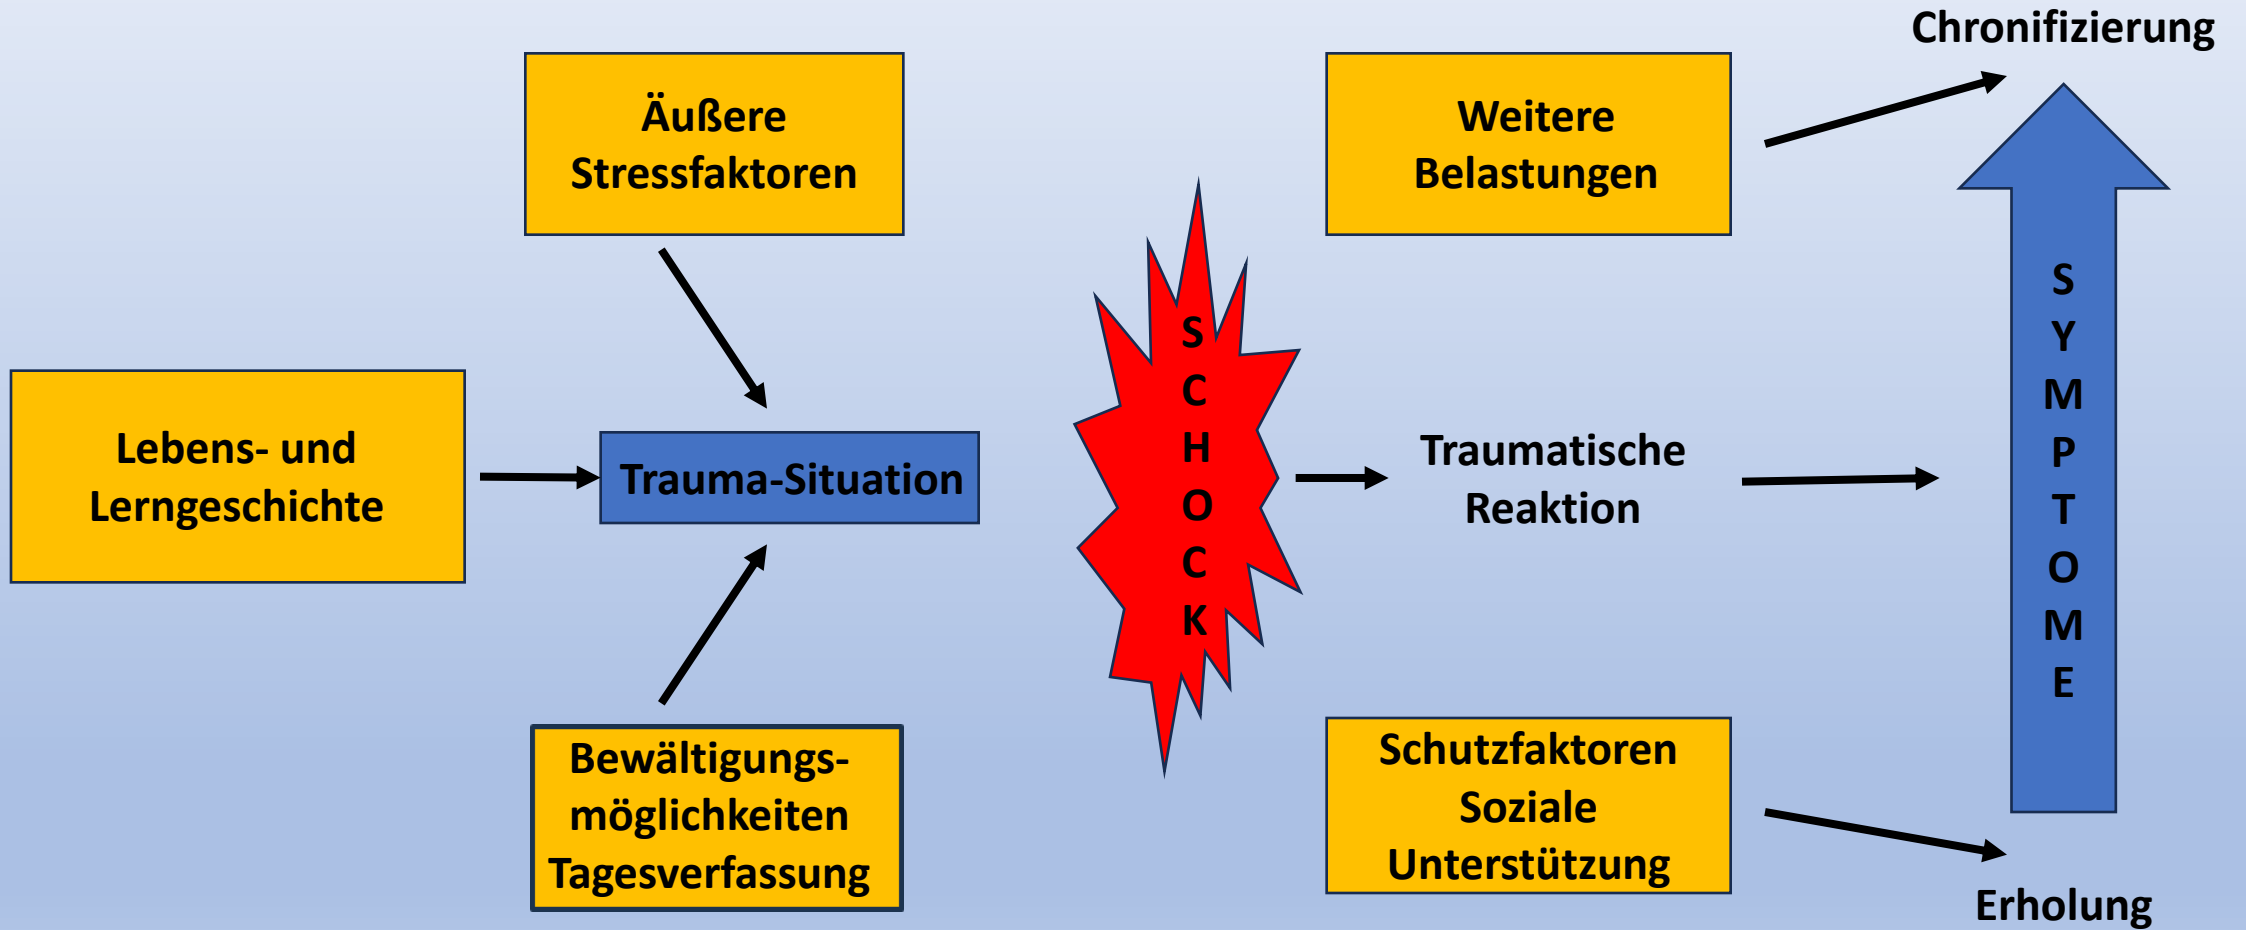 Chronifizierung
Äußere
Stressfaktoren
Weitere
Belastungen
Lebens- und
Lerngeschichte
Trauma-Situation
S
C
H
O
C
K
Traumatische
Reaktion
S
Y
M
P
T
O
M
E
Bewältigungs-
möglichkeiten
Tagesverfassung
Schutzfaktoren
Soziale
Unterstützung
Erholung